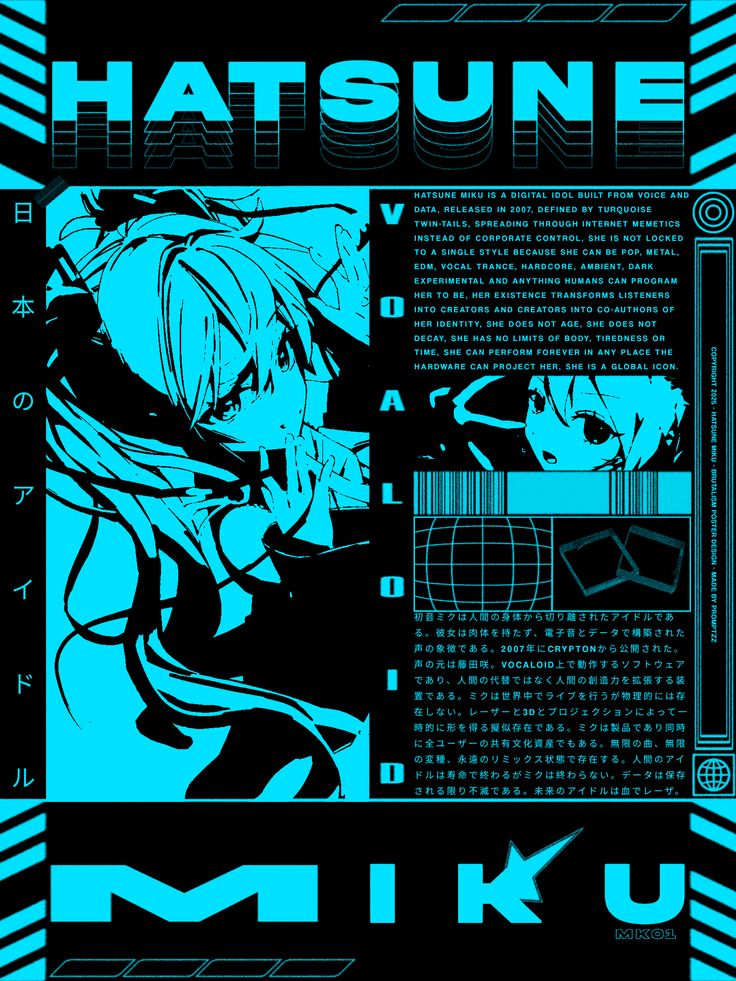 HATSUNE
日本のアイドル
VOCALOID
HATSUNE MIKU IS A DIGITAL IDOL BUILT FROM VOICE AND
DATA, RELEASED IN 2007, DEFINED BY TURQUOISE
TWIN-TAILS, SPREADING THROUGH INTERNET MEMETICS
INSTEAD OF CORPORATE CONTROL, SHE IS NOT LOCKED
TO A SINGLE STYLE BECAUSE SHE CAN BE POP, METAL,
EDM, VOCAL TRANCE, HARDCORE, AMBIENT, DARK
EXPERIMENTAL AND ANYTHING HUMANS CAN PROGRAM
HER TO BE, HER EXISTENCE TRANSFORMS LISTENERS
INTO CREATORS AND CREATORS INTO CO-AUTHORS OF
HER IDENTITY, SHE DOES NOT AGE, SHE DOES NOT
DECAY, SHE HAS NO LIMITS OF BODY, TIREDNESS OR
TIME, SHE CAN PERFORM FOREVER IN ANY PLACE THE
HARDWARE CAN PROJECT HER, SHE IS A GLOBAL ICON.
COPYRIGHT 2025 - HATSUNE MIKU - BRUTALISM POSTER DESIGN - MADE BY PROMPTZZ
初音ミクは人間の身体から切り離されたアイドルであ
る。彼女は肉体を持たず、電子音とデータで構築された
声の象徴である。2007年にCRYPTONから公開された。
声の元は藤田咲。VOCALOID上で動作するソフトウェア
であり、人間の代替ではなく人間の創造力を拡張する装
置である。ミクは世界中でライブを行うが物理的には存
在しない。レーザーと3Dとプロジェクションによって一
時的に形を得る擬似存在である。ミクは製品であり同時
に全ユーザーの共有文化資産でもある。無限の曲、無限
の変種、永遠のリミックス状態で存在する。人間のアイ
ドルは寿命で終わるがミクは終わらない。データは保存
される限り不滅である。未来のアイドルは血でレーザ。
MIKU
MK01